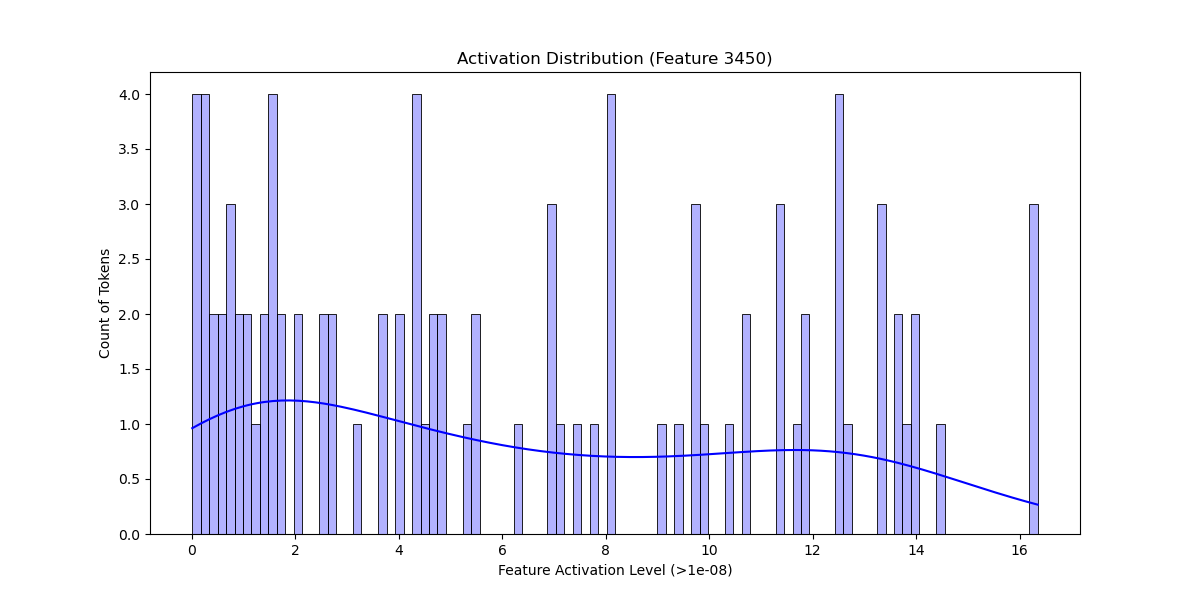 Activation Distribution (Feature 3450)
4.0
3.5
3.0
2.5
2.0
1.5
1.0
0.5
0.0
Count of Tokens
0 2 4 6 8 10 12 14 16
Feature Activation Level (>1e-08)